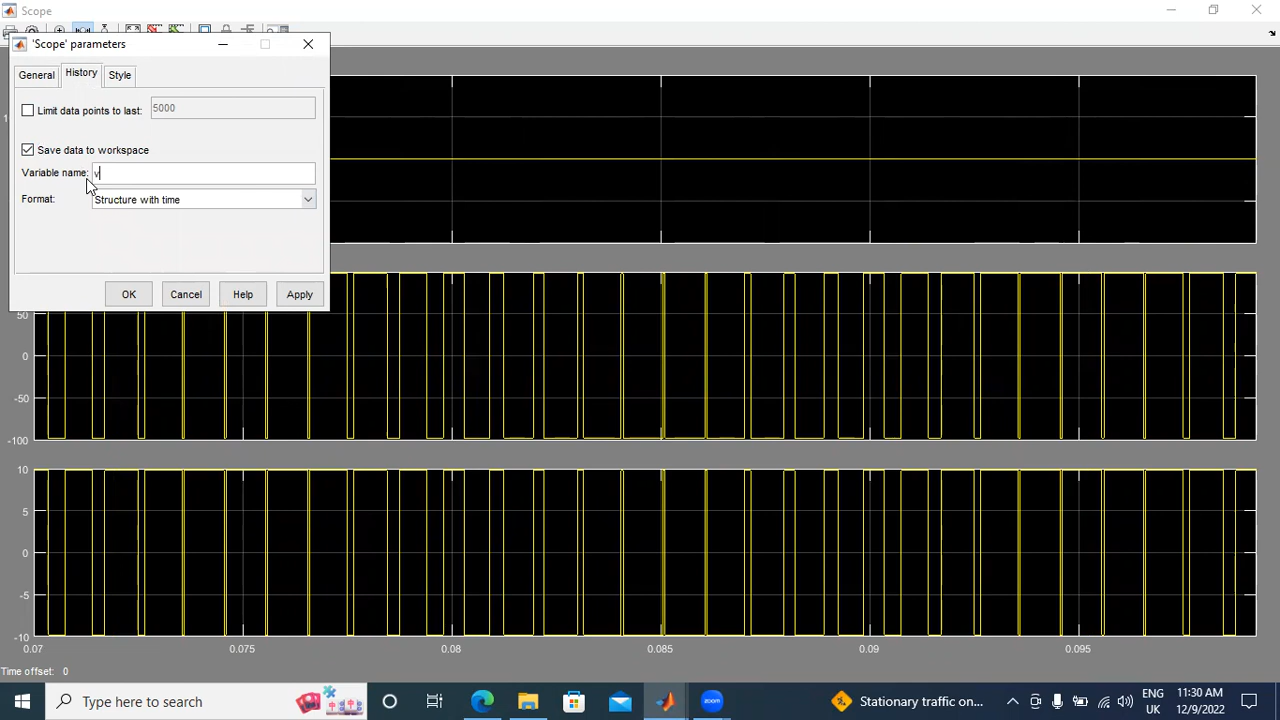 Scope
'Scope' parameters
General History Style
Limit data points to last: 5000
Save data to workspace
Variable name: v
Format: Structure with time
OK Cancel Help Apply
50
0
-50
-100
10
5
0
-5
-10
0.07 0.075 0.08 0.085 0.09 0.095
Time offset: 0
Type here to search
zoom
Stationary traffic on...
ENG
UK
11:30 AM
12/9/2022